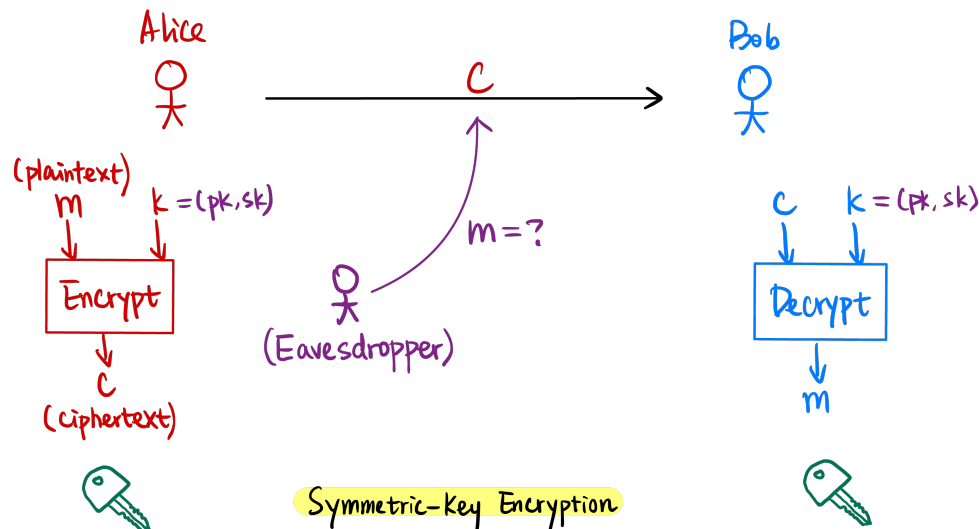 Alice
Bob
C
(plaintext)
m
k = (pk, sk)
c
k = (pk, sk)
m = ?
Encrypt
Decrypt
(Eavesdropper)
c
(ciphertext)
m
Symmetric-Key Encryption